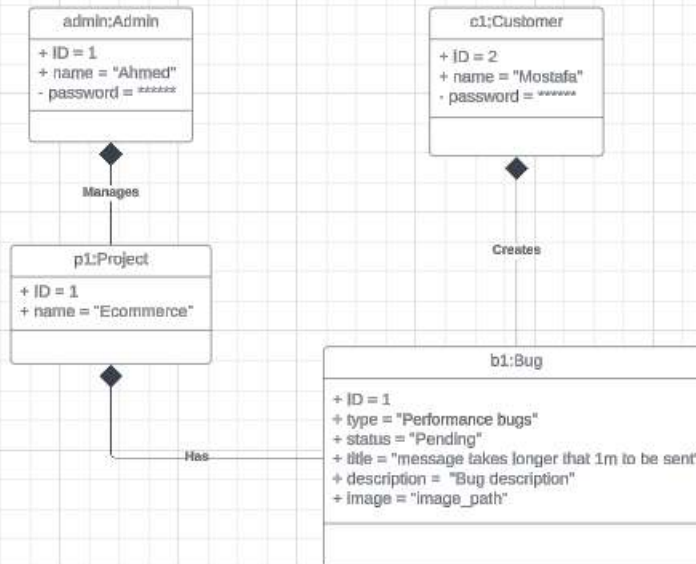 admin:Admin
+ ID = 1
+ name = "Ahmed"
- password = ******
Manages
p1:Project
+ ID = 1
+ name = "Ecommerce"
Has
c1:Customer
+ ID = 2
+ name = "Mostafa"
- password = ******
Creates
b1:Bug
+ ID = 1
+ type = "Performance bugs"
+ status = "Pending"
+ title = "message takes longer that 1m to be sent"
+ description = "Bug description"
+ image = "image_path"